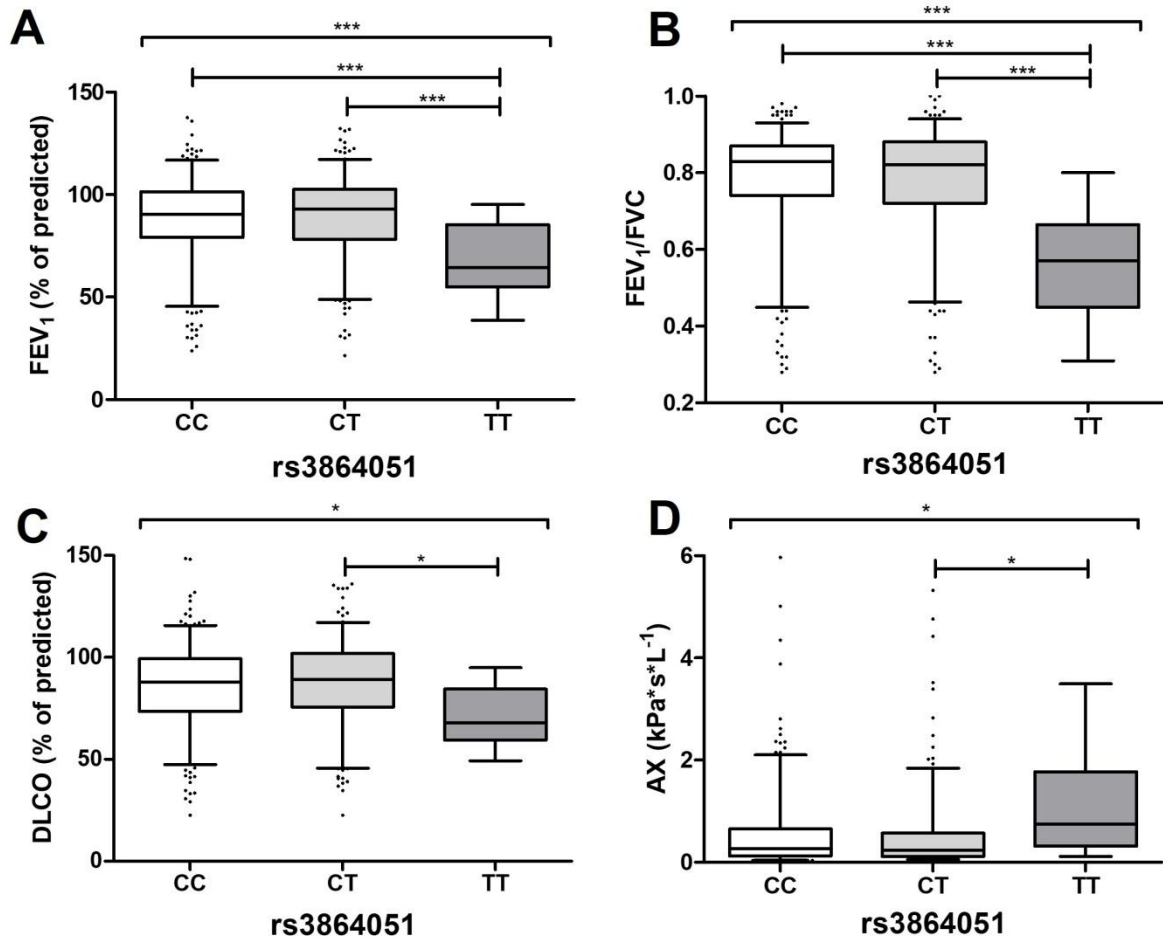 A
***
***
***
FEV₁ (% of predicted)
150
100
50
0
CC CT TT
rs3864051
B
***
***
***
FEV₁/FVC
1.0
0.8
0.6
0.4
0.2
CC CT TT
rs3864051
C
*
*
DLCO (% of predicted)
150
100
50
0
CC CT TT
rs3864051
D
*
*
AX (kPa*s*L⁻¹)
6
4
2
0
CC CT TT
rs3864051